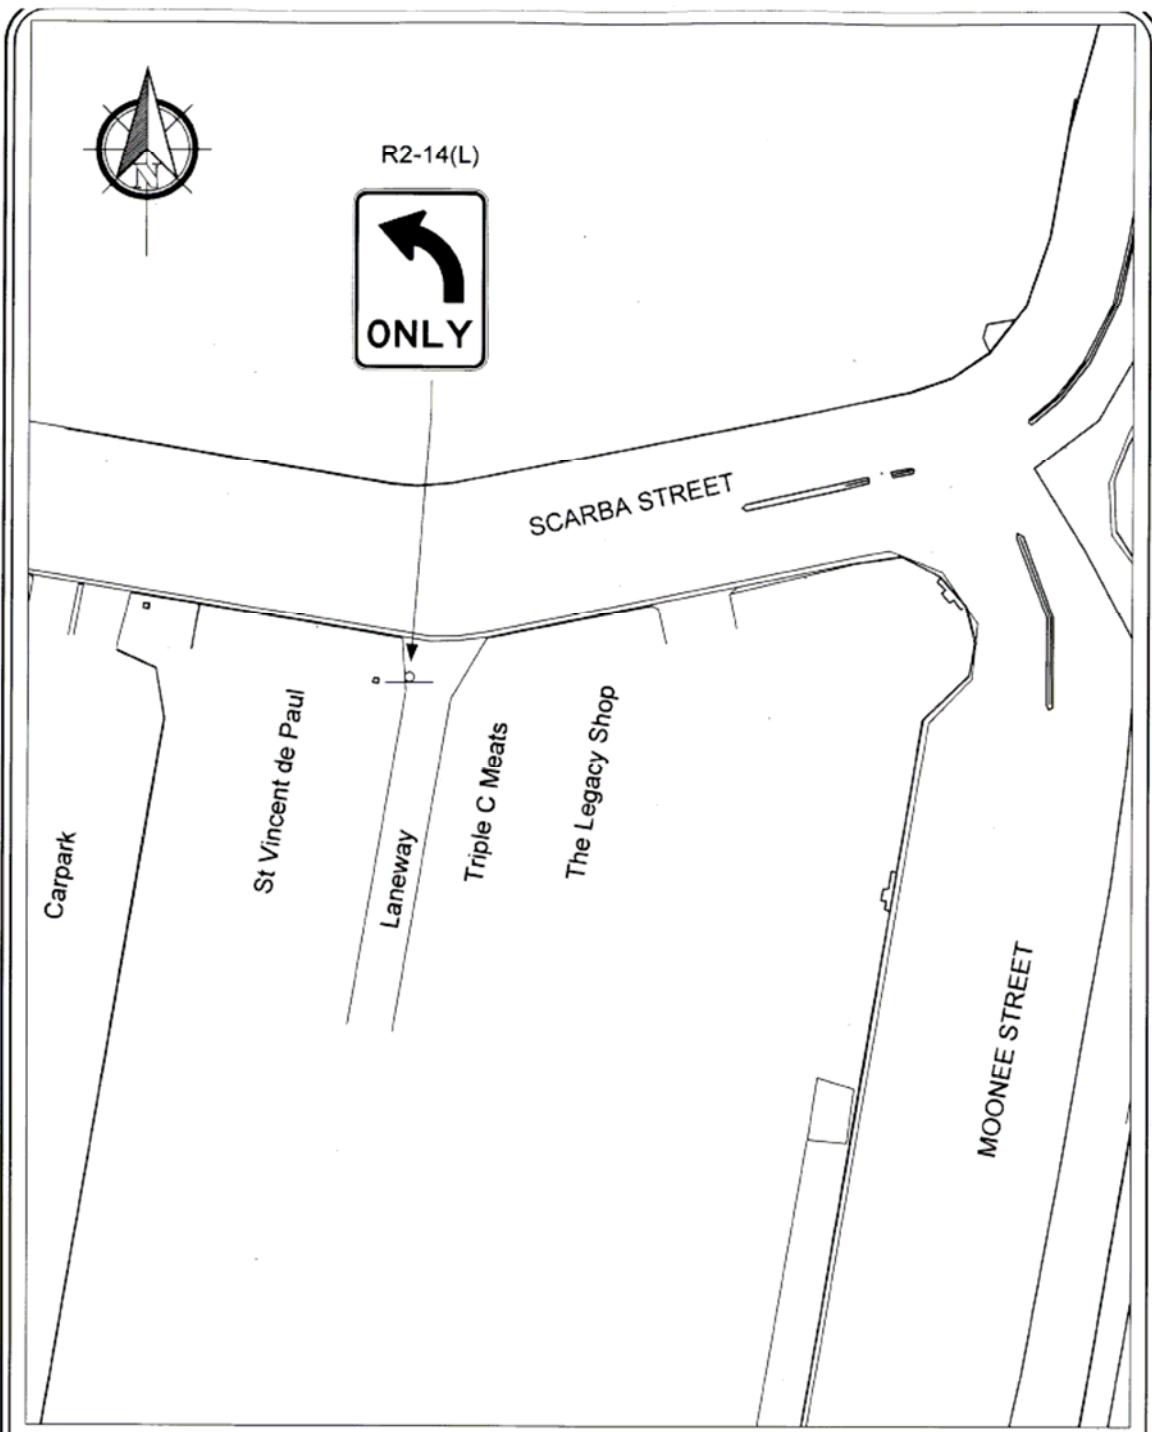 N
R2-14(L)
ONLY
SCARBA STREET
Carpark
St Vincent de Paul
Laneway
Triple C Meats
The Legacy Shop
MOONEE STREET